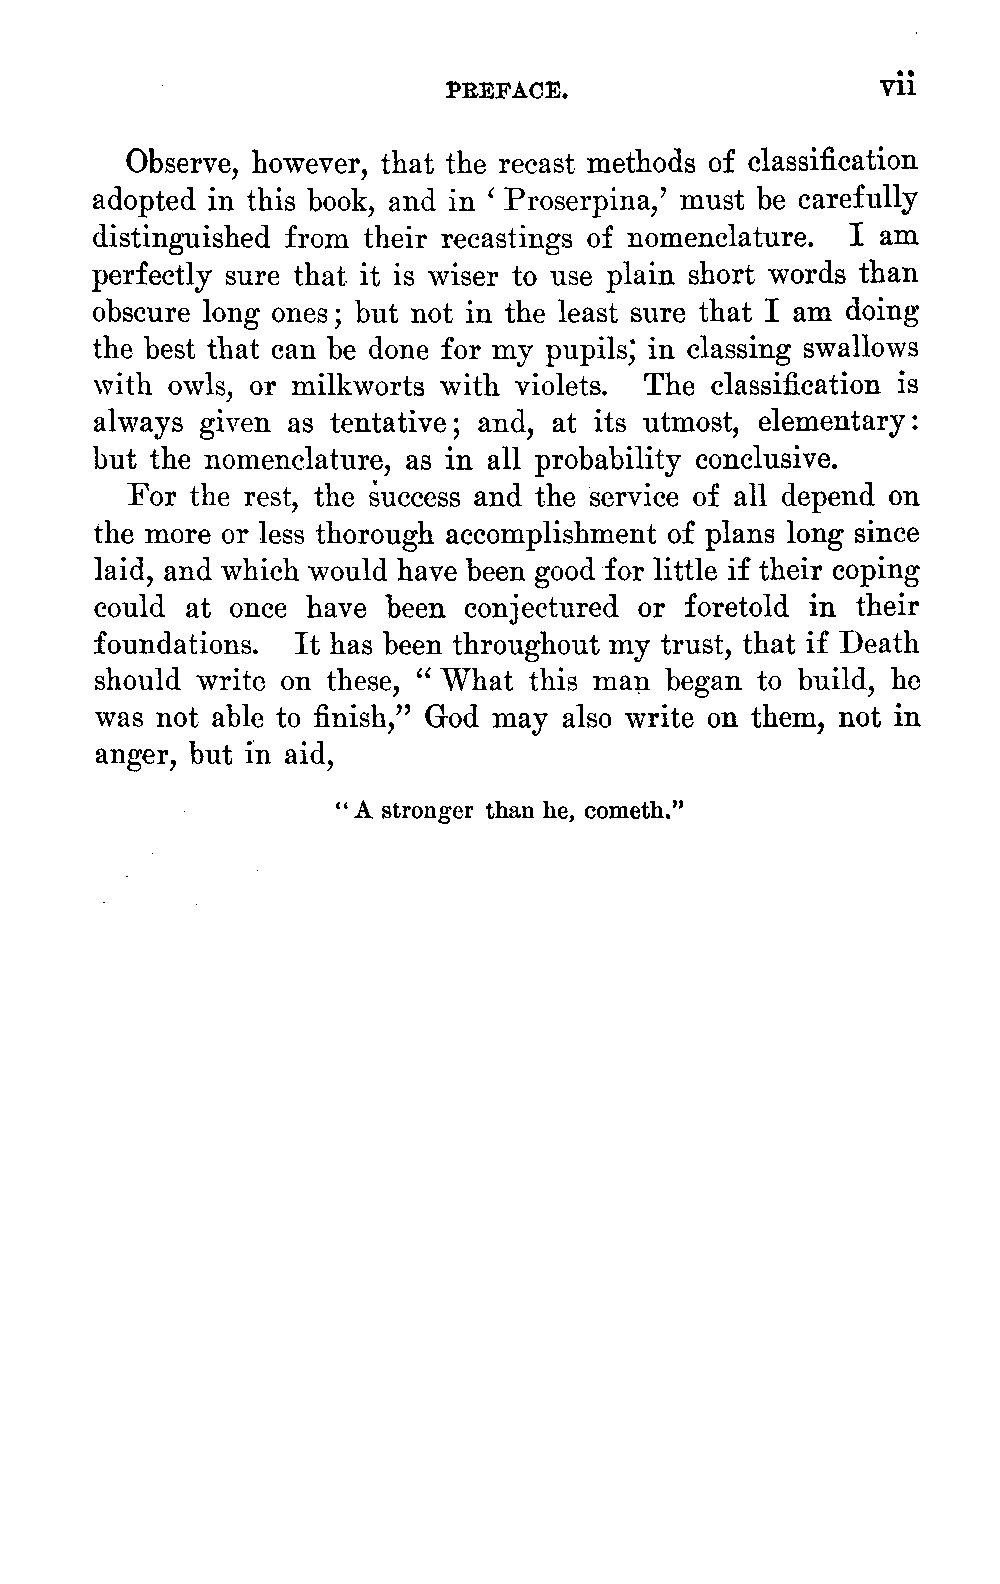 PREFACE. vii
Observe, however, that the recast methods of classification
adopted in this book, and in ‘ Proserpina,’ must be carefully
distinguished from their recastings of nomenclature. I am
perfectly sure that it is wiser to use plain short words than
obscure long ones; but not in the least sure that I am doing
the best that can be done for my pupils, in classing swallows
with owls, or milkworts with violets. The classification is
always given as tentative; and, at its utmost, elementary:
but the nomenclature, as in all probability conclusive.
For the rest, the success and the service of all depend on
the more or less thorough accomplishment of plans long since
laid, and which would have been good for little if their coping
could at once have been conjectured or foretold in their
foundations. It has been throughout my trust, that if Death
should write on these, “ What this man began to build, he
was not able to finish,” God may also write on them, not in
anger, but in aid,
“ A stronger than he, cometh.”